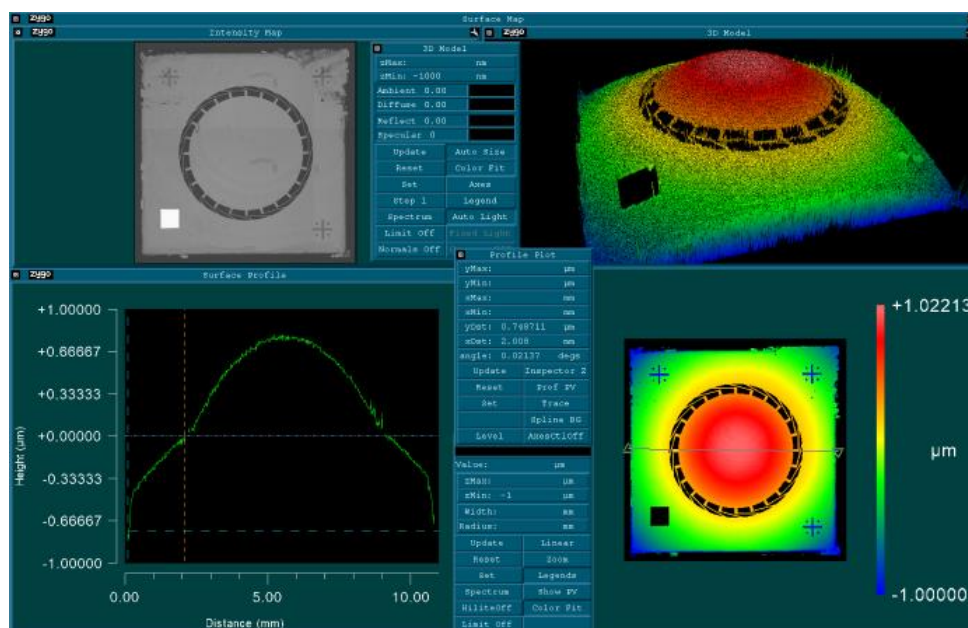 zygo Surface Map
zygo Intensity Map
zygo 3D Model
3D Model
zMax: nm
zMin: -1000 nm
Ambient 0.00
Diffuse 0.00
Reflect 0.00
Specular 0
Update Auto Size
Reset Color Fit
Set Axes
Step 1 Legend
Spectrum Auto Light
Limit Off Fixed Light
Normals Off
zygo Surface Profile
+1.00000
+0.66667
+0.33333
+0.00000
-0.33333
-0.66667
-1.00000
Height (µm)
0.00 5.00 10.00
Distance (mm)
Profile Plot
yMax: µm
yMin: µm
xMax: mm
xMin: mm
yDst: 0.748711 µm
xDst: 2.008 mm
angle: 0.02137 degs
Update Inspector 2
Reset Prof PV
Set Trace
Spline BG
Level AxesCtlOff
Value: µm
zMax: µm
zMin: -1 µm
Width: mm
Radius: mm
Update Linear
Reset Zoom
Set Legends
Spectrum Show PV
HiliteOff Color Fit
Limit Off
+1.02213
µm
-1.00000